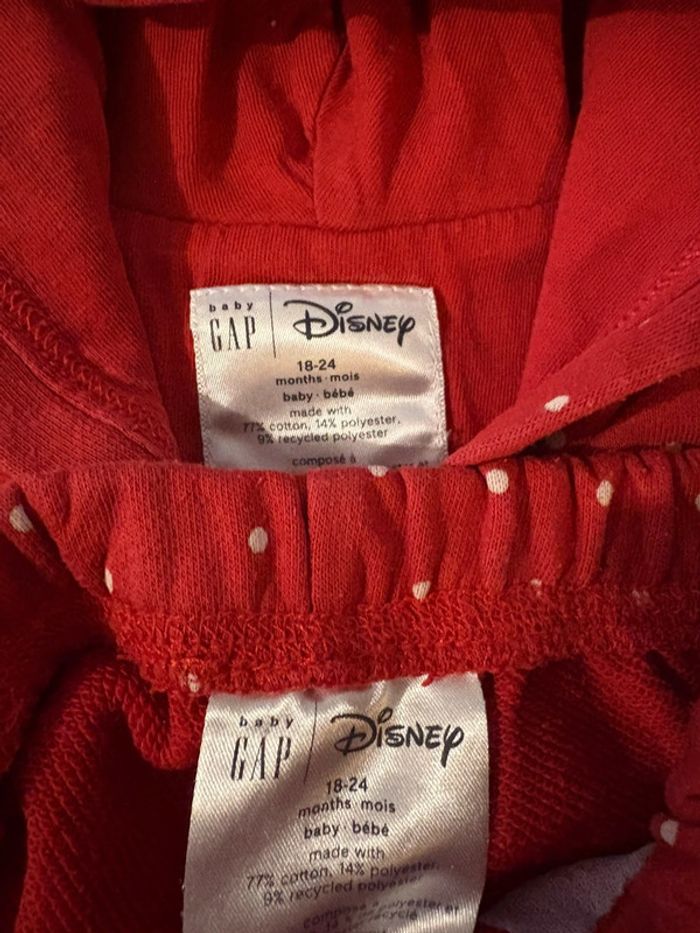 baby
GAP
Disney
18-24
months · mois
baby · bébé
made with
77% cotton, 14% polyester,
9% recycled polyester
composé à
baby
GAP
Disney
18-24
months mois
baby · bébé
made with
77% cotton, 14% polyester,
9% recycled polyester